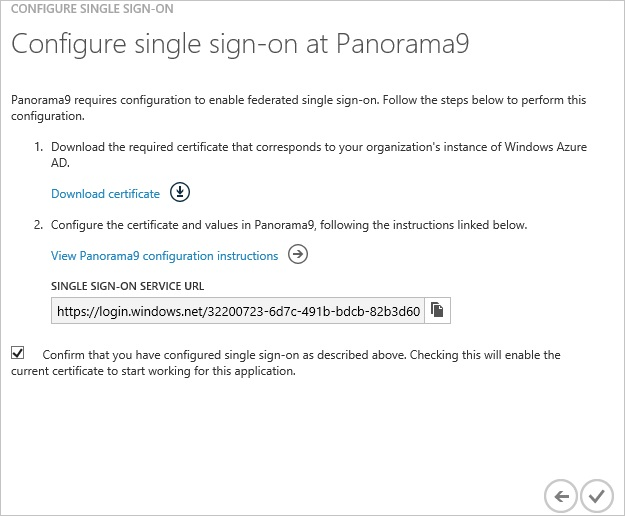 CONFIGURE SINGLE SIGN-ON
Configure single sign-on at Panorama9
Panorama9 requires configuration to enable federated single sign-on. Follow the steps below to perform this
configuration.
1. Download the required certificate that corresponds to your organization's instance of Windows Azure
AD.
Download certificate
2. Configure the certificate and values in Panorama9, following the instructions linked below.
View Panorama9 configuration instructions
SINGLE SIGN-ON SERVICE URL
https://login.windows.net/32200723-6d7c-491b-bdcb-82b3d60
Confirm that you have configured single sign-on as described above. Checking this will enable the
current certificate to start working for this application.